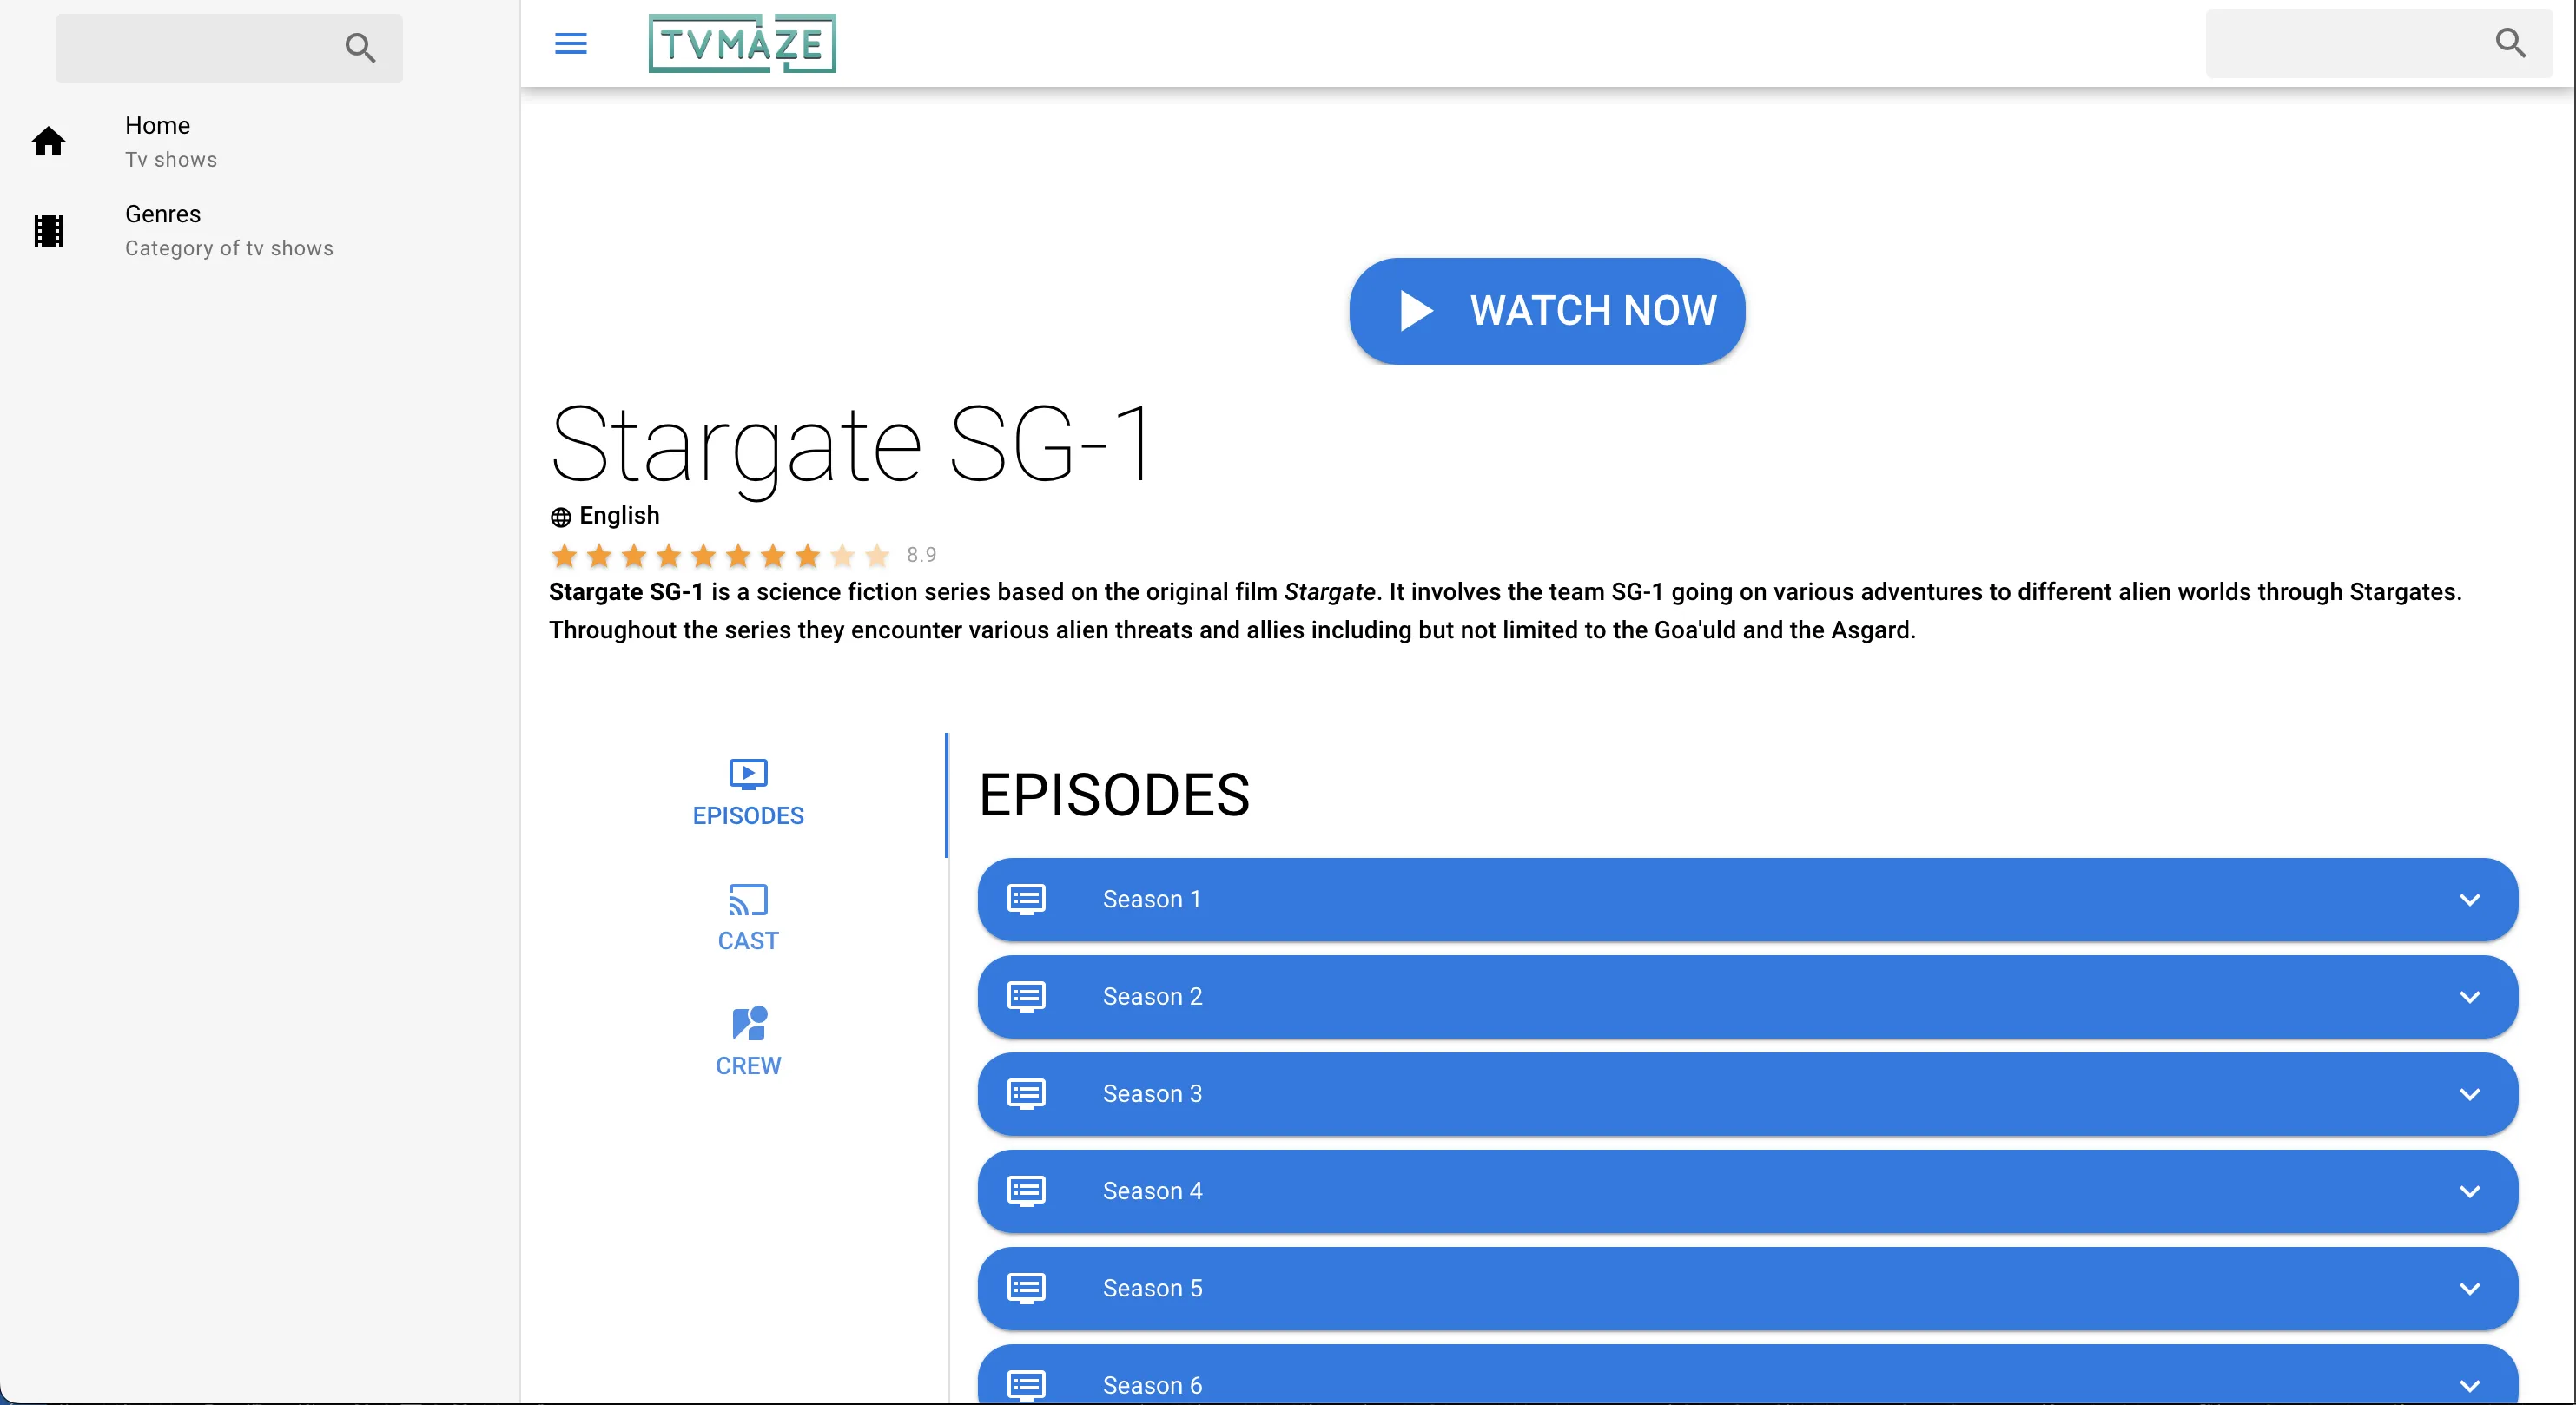 Home
Tv shows
Genres
Category of tv shows
TVMAZE
WATCH NOW
Stargate SG-1
English
8.9
Stargate SG-1 is a science fiction series based on the original film Stargate. It involves the team SG-1 going on various adventures to different alien worlds through Stargates.
Throughout the series they encounter various alien threats and allies including but not limited to the Goa'uld and the Asgard.
EPISODES
CAST
CREW
EPISODES
Season 1
Season 2
Season 3
Season 4
Season 5
Season 6